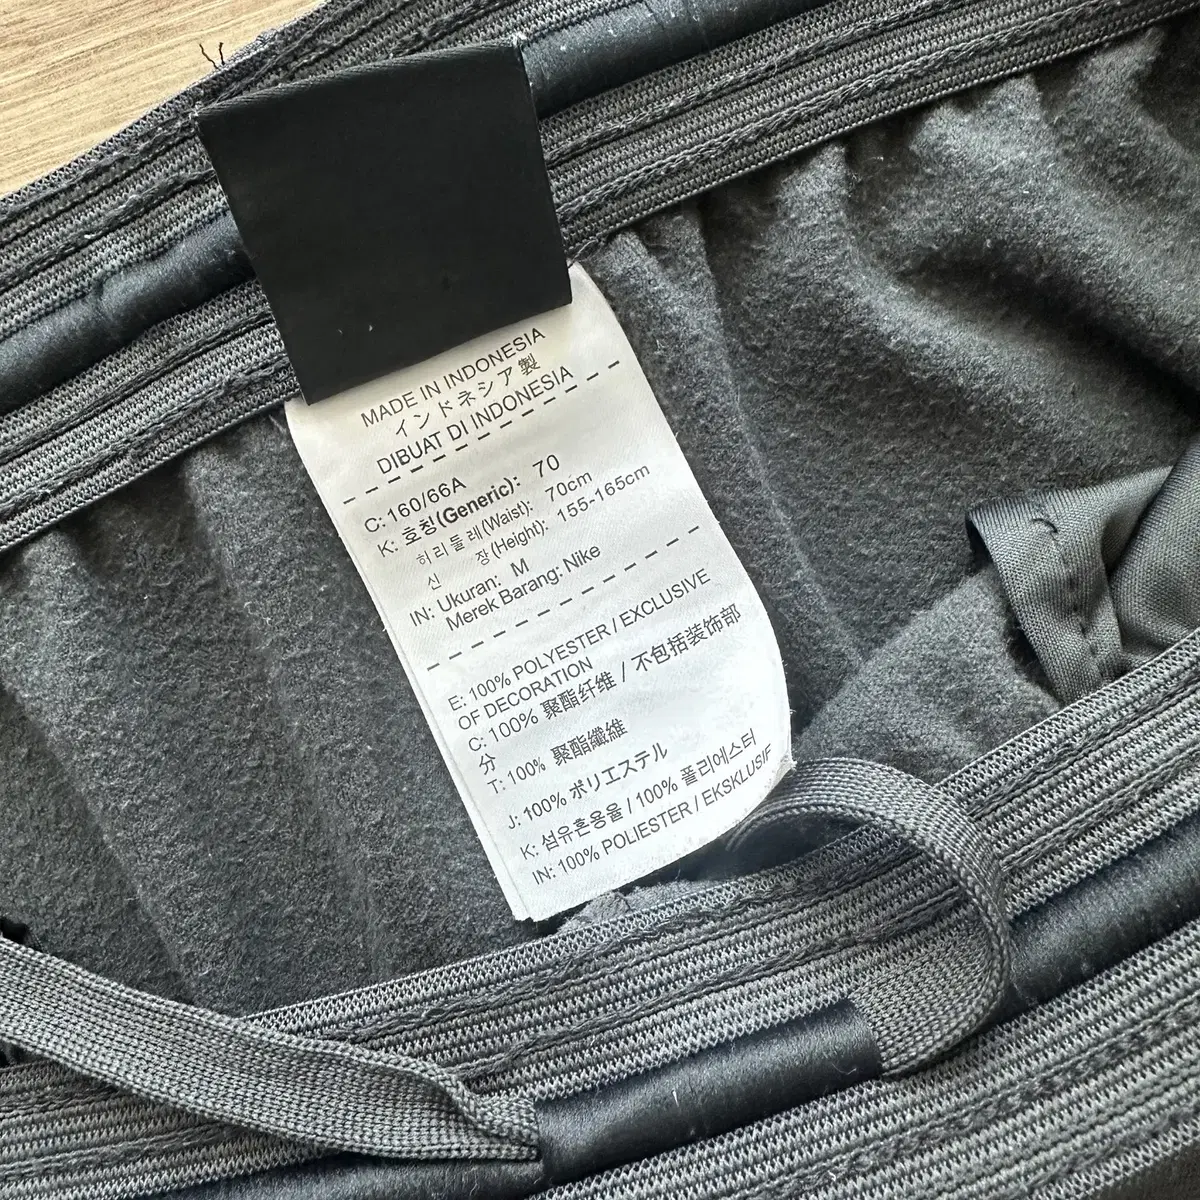 MADE IN INDONESIA
インドネシア製
DIBUAT DI INDONESIA
C: 160/66A
K: 호칭(Generic): 70
허리둘레(Waist): 70cm
신 장(Height): 155-165cm
IN: Ukuran: M
Merek Barang: Nike
E: 100% POLYESTER / EXCLUSIVE
OF DECORATION
C: 100% 聚酯纤维 / 不包括装饰部
分
T: 100% 聚酯纖維
J: 100% ポリエステル
K: 섬유혼용율 / 100% 폴리에스터
IN: 100% POLIESTER / EKSKLUSIF